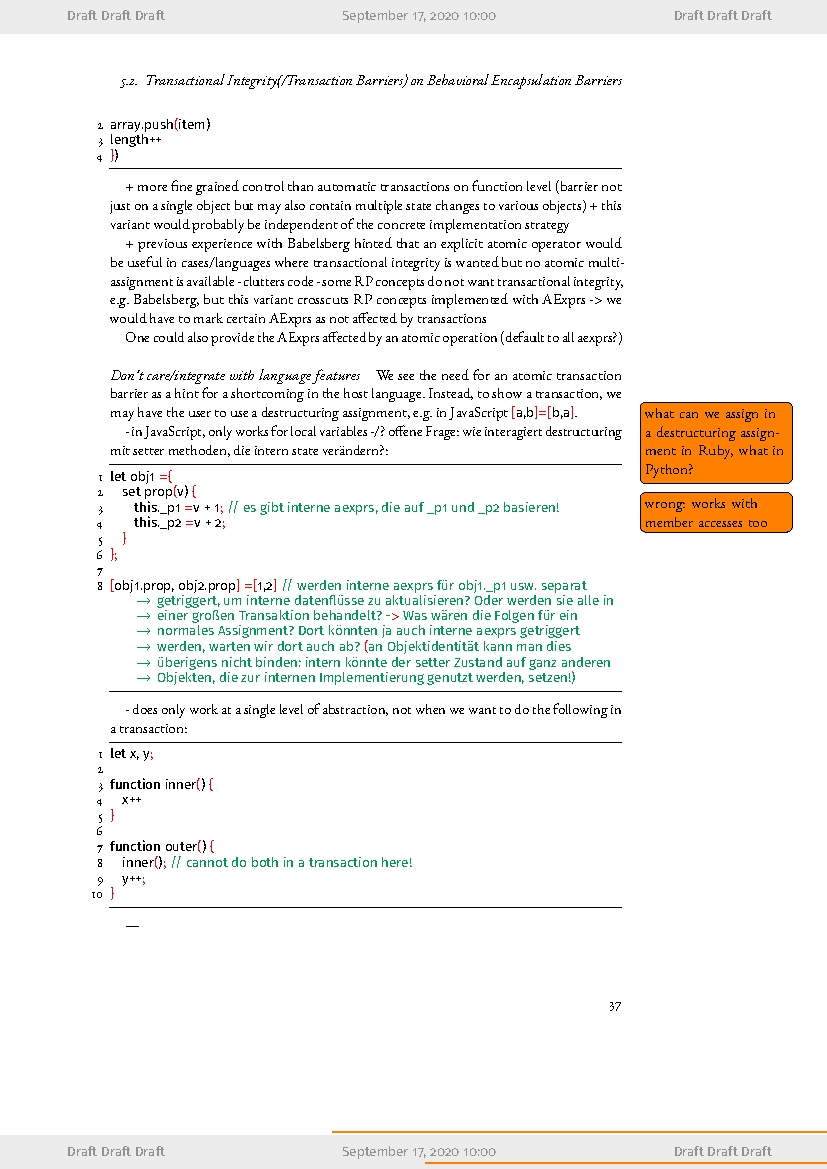 Draft Draft Draft September 17, 2020 10:00 Draft Draft Draft
5.2. Transactional Integrity(/Transaction Barriers) on Behavioral Encapsulation Barriers
2 array.push(item)
3 length++
4 })
+ more fine grained control than automatic transactions on function level (barrier not
just on a single object but may also contain multiple state changes to various objects) + this
variant would probably be independent of the concrete implementation strategy
+ previous experience with Babelsberg hinted that an explicit atomic operator would
be useful in cases/languages where transactional integrity is wanted but no atomic multi-
assignment is available - clutters code - some RP concepts do not want transactional integrity,
e.g. Babelsberg, but this variant crosscuts RP concepts implemented with AExprs -> we
would have to mark certain AExprs as not affected by transactions
One could also provide the AExprs affected by an atomic operation (default to all aexprs?)
Don't care/integrate with language features We see the need for an atomic transaction
barrier as a hint for a shortcoming in the host language. Instead, to show a transaction, we
may have the user to use a destructuring assignment, e.g. in JavaScript [a,b]=[b,a].
- in JavaScript, only works for local variables -/? offene Frage: wie interagiert destructuring
mit setter methoden, die intern state verändern?:
what can we assign in
a destructuring assign-
ment in Ruby, what in
Python?
wrong: works with
member accesses too
1 let obj1 ={
2 set prop(v) {
3 this._p1 =v + 1; // es gibt interne aexprs, die auf _p1 und _p2 basieren!
4 this._p2 =v + 2;
5 }
6 };
7
8 [obj1.prop, obj2.prop] =[1,2] // werden interne aexprs für obj1._p1 usw. separat
→ getriggert, um interne datenflüsse zu aktualisieren? Oder werden sie alle in
→ einer großen Transaktion behandelt? -> Was wären die Folgen für ein
→ normales Assignment? Dort könnten ja auch interne aexprs getriggert
→ werden, warten wir dort auch ab? (an Objektidentität kann man dies
→ überigens nicht binden: intern könnte der setter Zustand auf ganz anderen
→ Objekten, die zur internen Implementierung genutzt werden, setzen!)
- does only work at a single level of abstraction, not when we want to do the following in
a transaction:
1 let x, y;
2
3 function inner() {
4 x++
5 }
6
7 function outer() {
8 inner(); // cannot do both in a transaction here!
9 y++;
10 }
—
37
Draft Draft Draft September 17, 2020 10:00 Draft Draft Draft